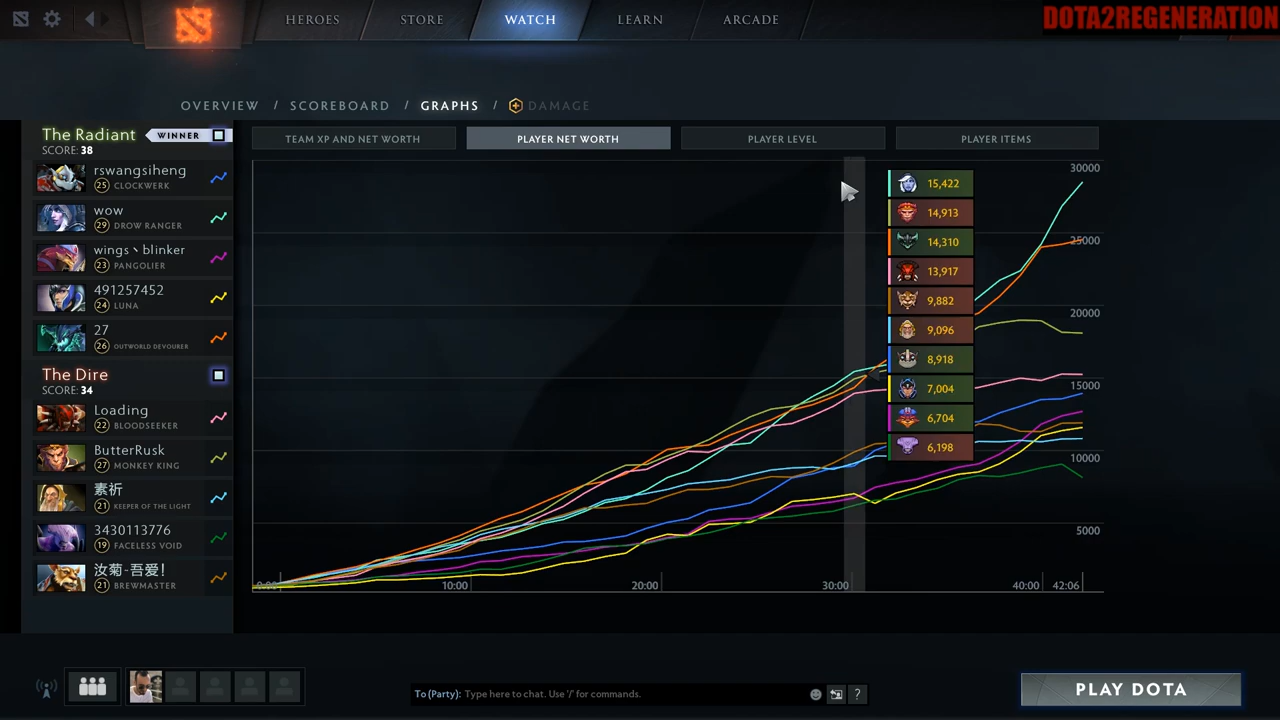 HEROES
STORE
WATCH
LEARN
ARCADE
DOTA2REGENERATION
OVERVIEW / SCOREBOARD / GRAPHS / DAMAGE
The Radiant
WINNER
SCORE: 38
rswangsiheng
25 CLOCKWERK
wow
29 DROW RANGER
wings丶blinker
23 PANGOLIER
491257452
24 LUNA
27
26 OUTWORLD DEVOURER
The Dire
SCORE: 34
Loading
22 BLOODSEEKER
ButterRusk
27 MONKEY KING
素祈
21 KEEPER OF THE LIGHT
3430113776
19 FACELESS VOID
汝菊-吾爱!
21 BREWMASTER
TEAM XP AND NET WORTH
PLAYER NET WORTH
PLAYER LEVEL
PLAYER ITEMS
15,422
14,913
14,310
13,917
9,882
9,096
8,918
7,004
6,704
6,198
30000
25000
20000
15000
10000
5000
0:00
10:00
20:00
30:00
40:00
42:06
To (Party): Type here to chat. Use '/' for commands.
?
PLAY DOTA